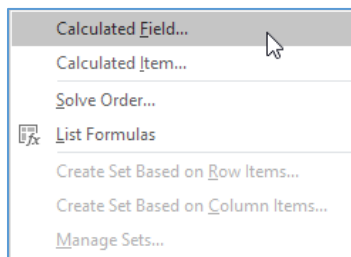 Calculated Field...
Calculated Item...
Solve Order...
List Formulas
Create Set Based on Row Items...
Create Set Based on Column Items...
Manage Sets...